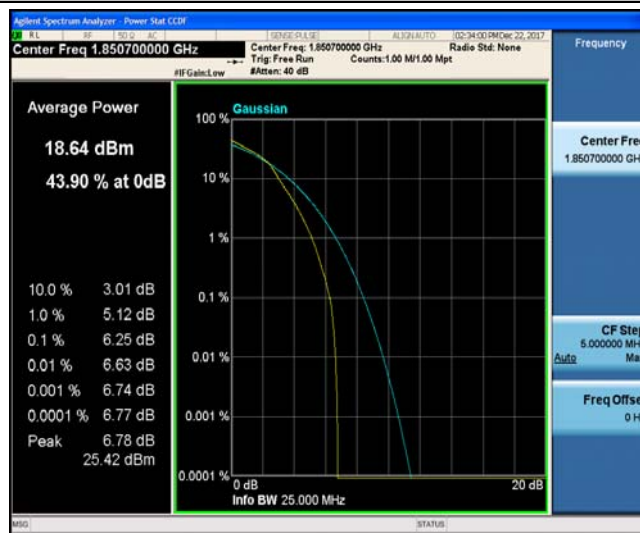 Agilent Spectrum Analyzer - Power Stat CCDF
RL RF 50 Ω AC SENSE:PULSE ALIGN AUTO 02:34:00 PM Dec 22, 2017
Center Freq 1.850700000 GHz
Center Freq: 1.850700000 GHz Radio Std: None
Trig: Free Run Counts:1.00 M/1.00 Mpt
#IFGain:Low #Atten: 40 dB
Frequency
Average Power
18.64 dBm
43.90 % at 0dB
10.0 % 3.01 dB
1.0 % 5.12 dB
0.1 % 6.25 dB
0.01 % 6.63 dB
0.001 % 6.74 dB
0.0001 % 6.77 dB
Peak 6.78 dB
25.42 dBm
Gaussian
100 %
10 %
1 %
0.1 %
0.01 %
0.001 %
0.0001 %
0 dB 20 dB
Info BW 25.000 MHz
Center Fre
1.850700000 GH
CF Step
5.000000 MH
Auto Ma
Freq Offse
0 H
MSG STATUS